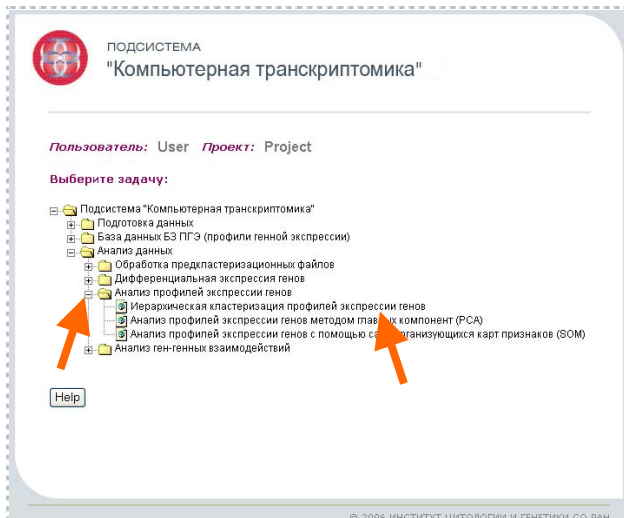 ПОДСИСТЕМА
"Компьютерная транскриптомика"
Пользователь: User Проект: Project
Выберите задачу:
Подсистема "Компьютерная транскриптомика"
Подготовка данных
База данных БЗ ПГЭ (профили генной экспрессии)
Анализ данных
Обработка предкластеризационных файлов
Дифференциальная экспрессия генов
Анализ профилей экспрессии генов
Иерархическая кластеризация профилей экспрессии генов
Анализ профилей экспрессии генов методом главных компонент (PCA)
Анализ профилей экспрессии генов с помощью самоорганизующихся карт признаков (SOM)
Анализ ген-генных взаимодействий
Help
© 2006 ИНСТИТУТ ЦИТОЛОГИИ И ГЕНЕТИКИ СО РАН